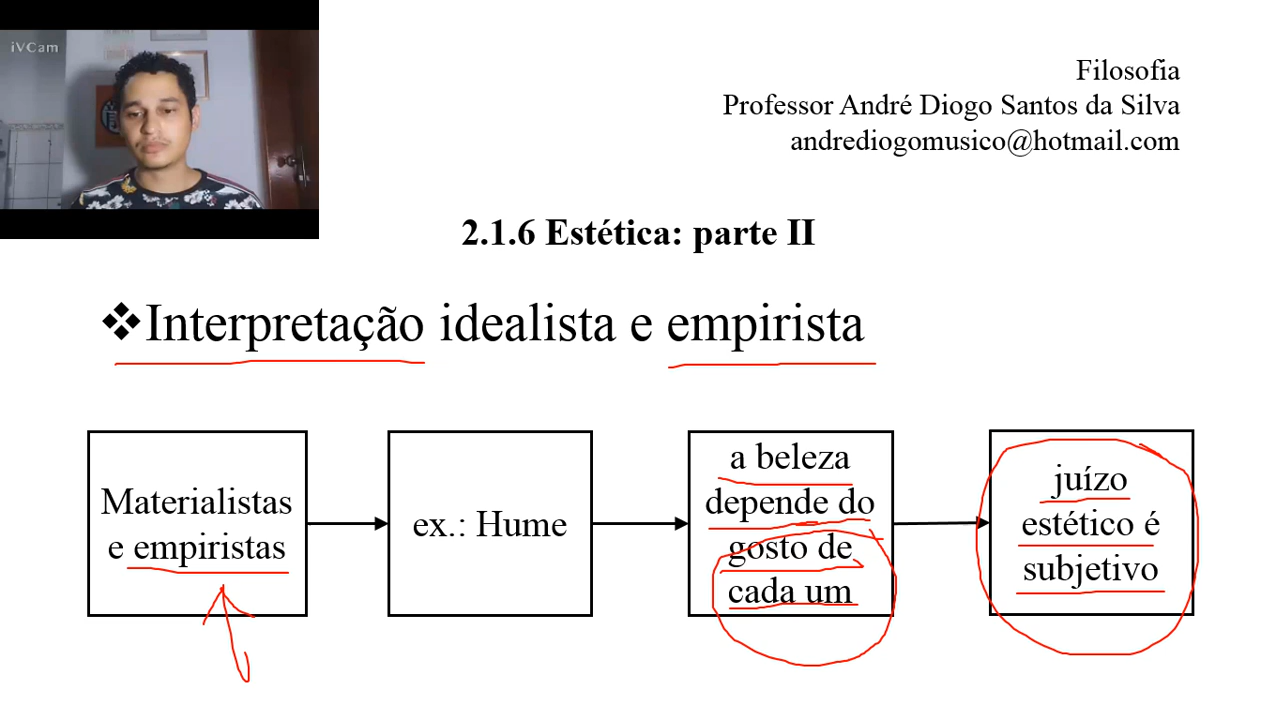 iVCam
Filosofia
Professor André Diogo Santos da Silva
andrediogomusico@hotmail.com
2.1.6 Estética: parte II
❖Interpretação idealista e empirista
Materialistas
e empiristas
ex.: Hume
a beleza
depende do
gosto de
cada um
juízo
estético é
subjetivo